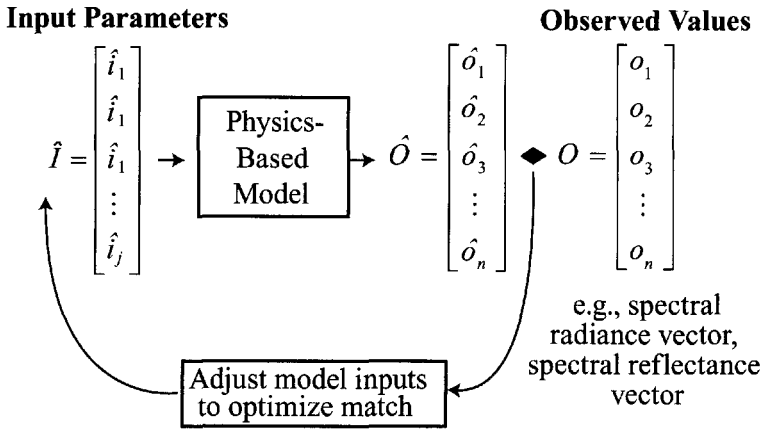 Input Parameters
Observed Values
Î = [î₁ î₁ î₁ ⋮ îⱼ]
Physics-
Based
Model
Ô = [ô₁ ô₂ ô₃ ⋮ ôₙ]
O = [o₁ o₂ o₃ ⋮ oₙ]
e.g., spectral
radiance vector,
spectral reflectance
vector
Adjust model inputs
to optimize match